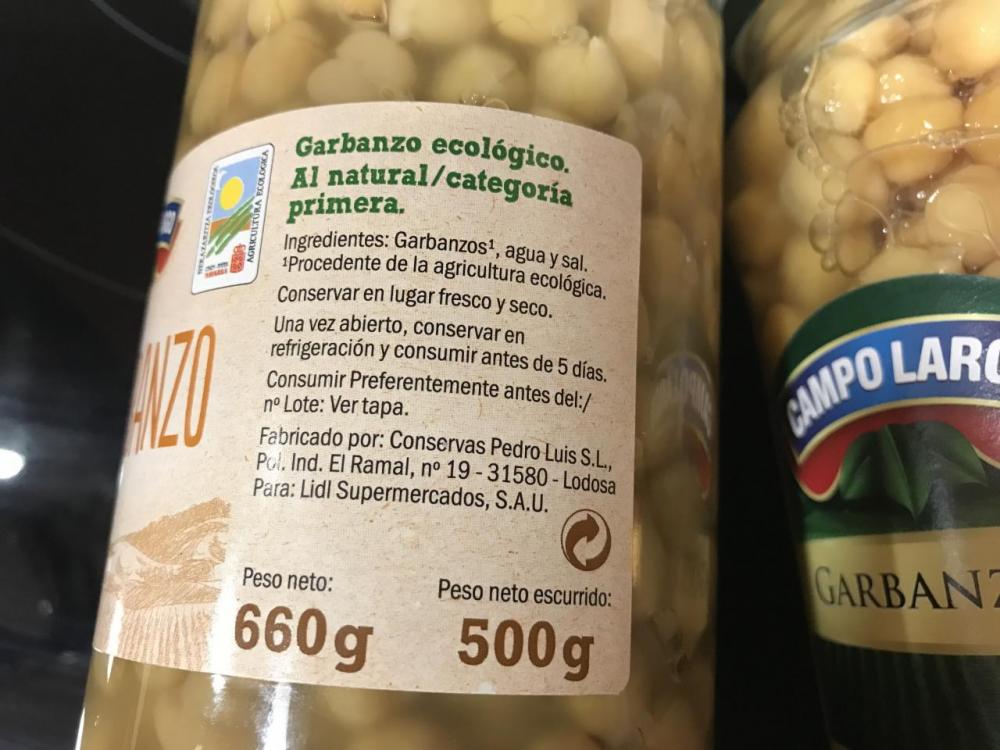 Garbanzo ecológico.
Al natural/categoría
primera.
Ingredientes: Garbanzos¹, agua y sal.
¹Procedente de la agricultura ecológica.
Conservar en lugar fresco y seco.
Una vez abierto, conservar en
refrigeración y consumir antes de 5 días.
Consumir Preferentemente antes del:/
nº Lote: Ver tapa.
Fabricado por: Conservas Pedro Luis S.L.,
Pol. Ind. El Ramal, nº 19 - 31580 - Lodosa
Para: Lidl Supermercados, S.A.U.
Peso neto:
660g
Peso neto escurrido:
500g
AGRICULTURA ECOLÓGICA
ANZO
CAMPO LARG
GARBANZ